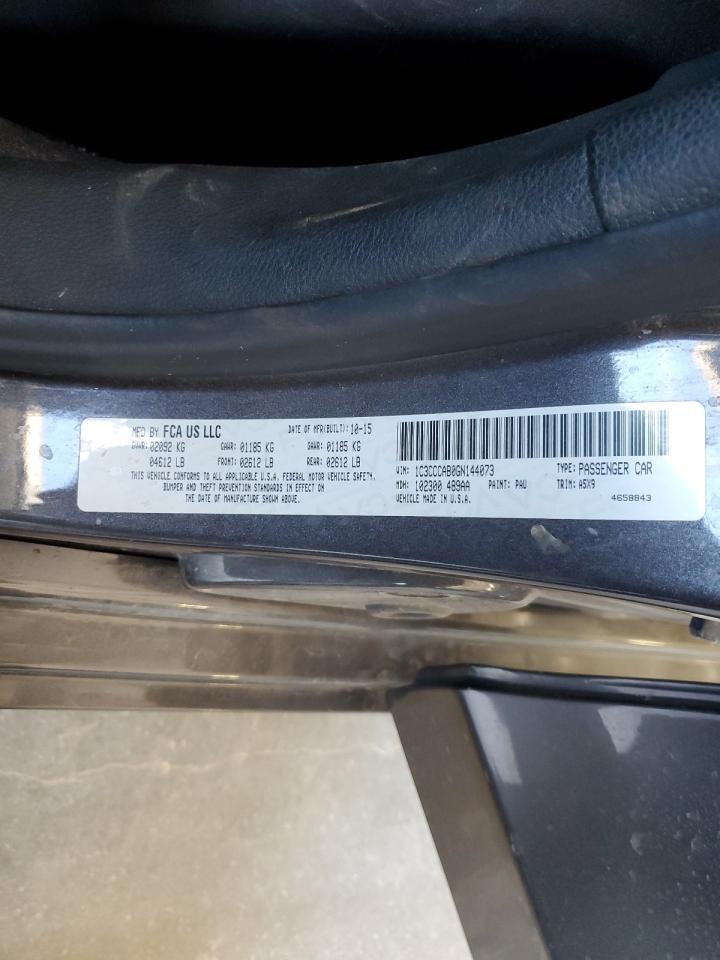 MFD BY FCA US LLC DATE OF MFR(BUILT): 10-15
GVWR: 02092 KG GAWR: 01185 KG GAWR: 01185 KG
04612 LB FRONT: 02612 LB REAR: 02612 LB
THIS VEHICLE CONFORMS TO ALL APPLICABLE U.S.A. FEDERAL MOTOR VEHICLE SAFETY,
BUMPER AND THEFT PREVENTION STANDARDS IN EFFECT ON
THE DATE OF MANUFACTURE SHOWN ABOVE.
VIN: 1C3CCCAB0GN144073 TYPE: PASSENGER CAR
MDH: 102300 489AA PAINT: PAU TRIM: A5X9
VEHICLE MADE IN U.S.A. 4658843